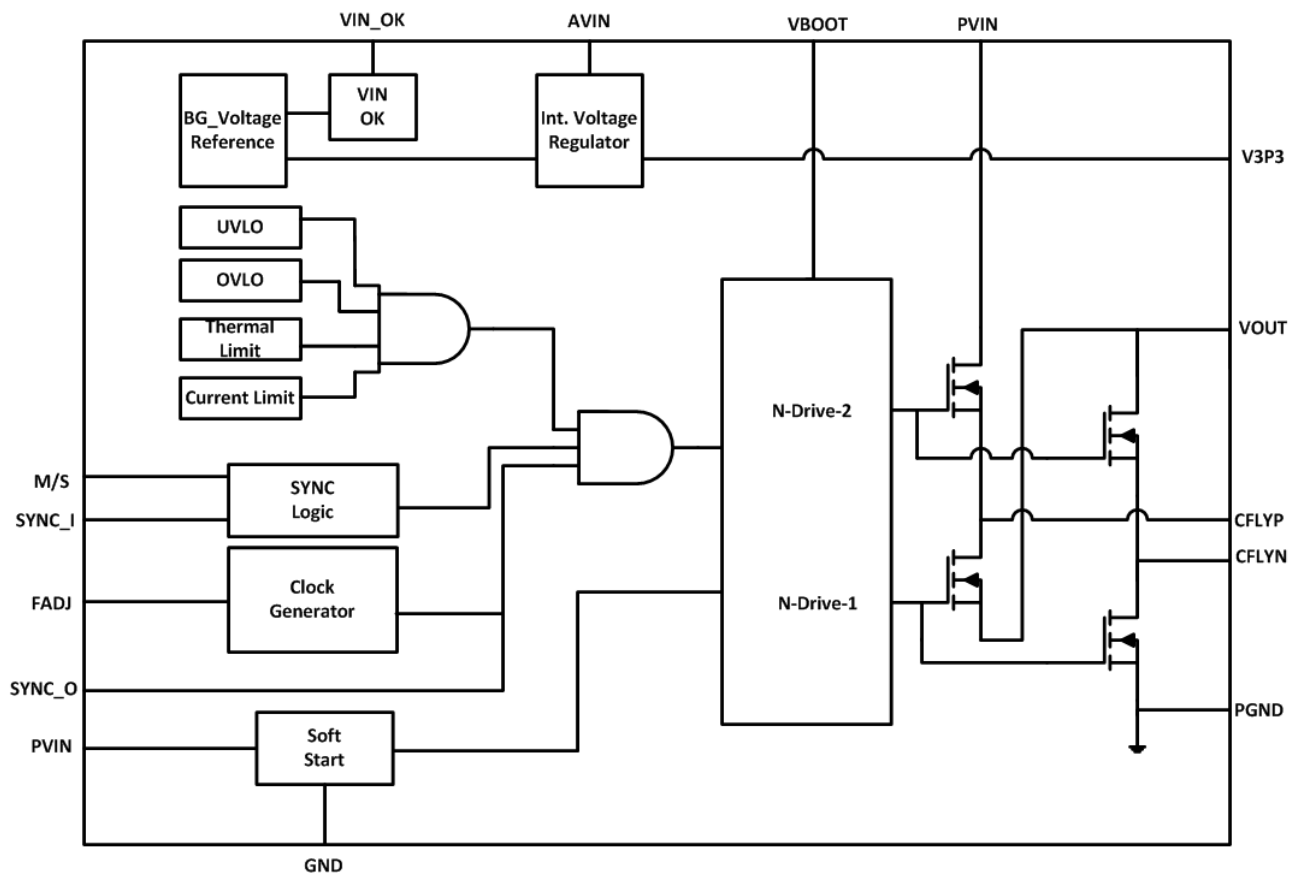 VIN_OK
AVIN
VBOOT
PVIN
VIN
OK
BG_Voltage
Reference
Int. Voltage
Regulator
V3P3
UVLO
OVLO
Thermal
Limit
Current Limit
VOUT
N-Drive-2
M/S
SYNC_I
SYNC
Logic
CFLYP
CFLYN
FADJ
Clock
Generator
N-Drive-1
SYNC_O
PGND
PVIN
Soft
Start
GND